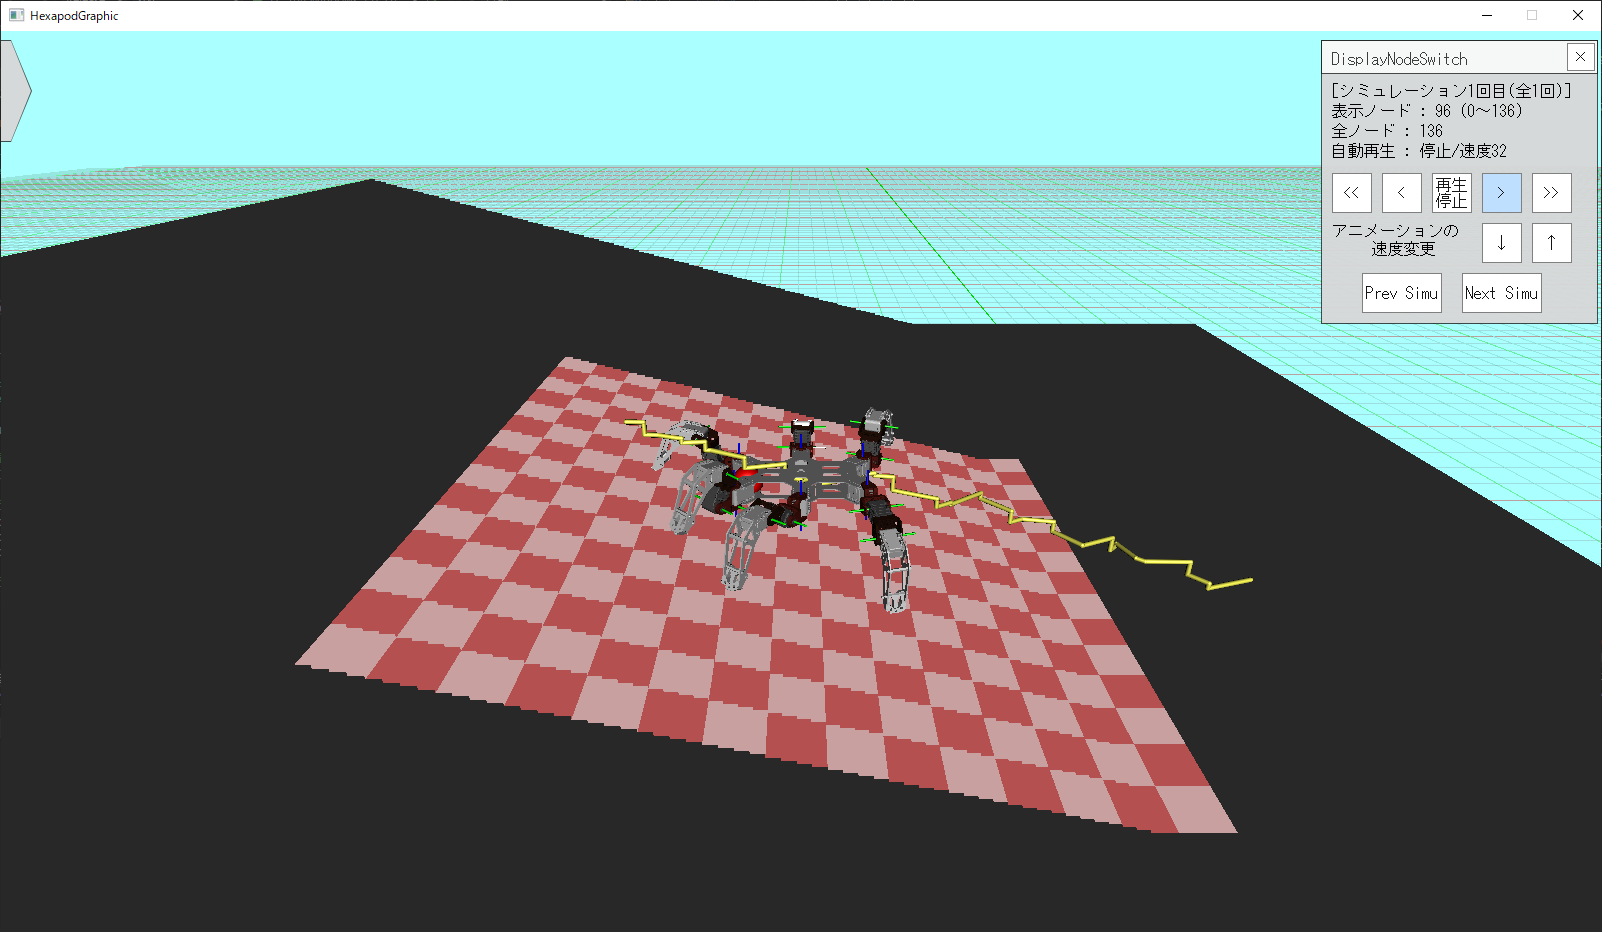 HexapodGraphic
DisplayNodeSwitch
[シミュレーション1回目(全1回)]
表示ノード : 96 (0～136)
全ノード : 136
自動再生 : 停止/速度32
<<
<
再生
停止
>
>>
アニメーションの
速度変更
↓
↑
Prev Simu
Next Simu